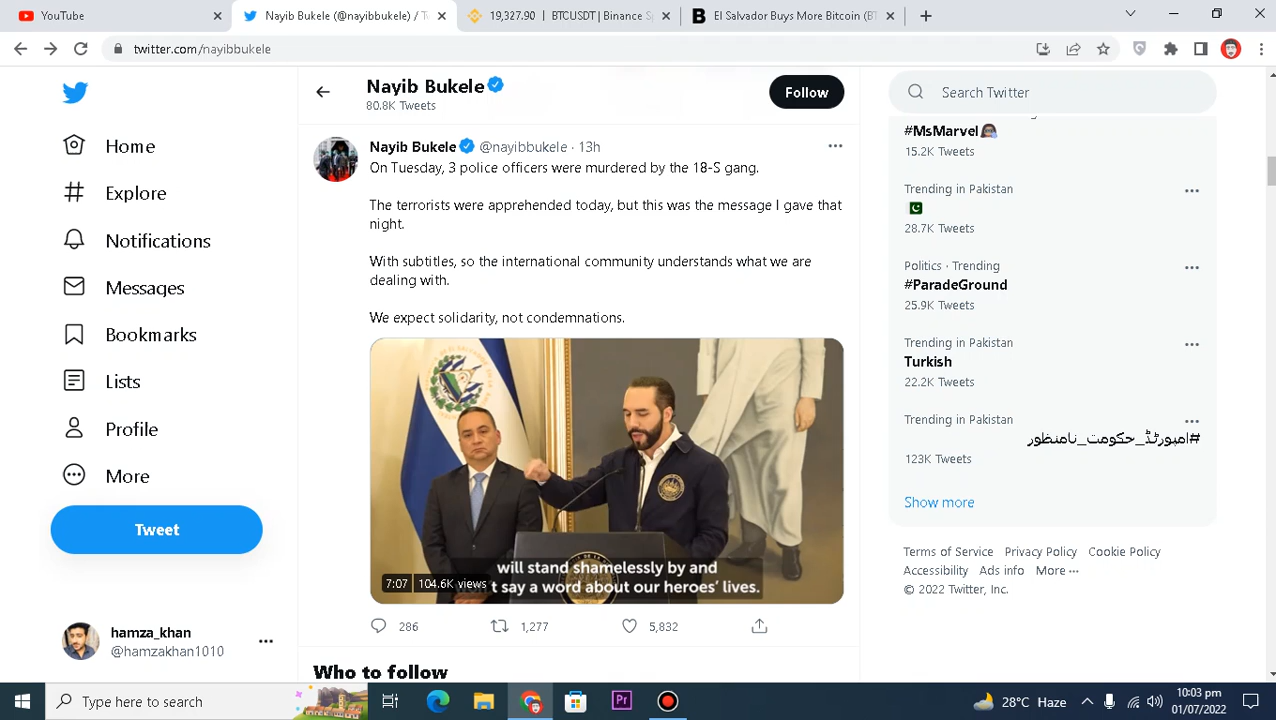 YouTube
Nayib Bukele (@nayibbukele) / T
19,327.90 | BTCUSDT | Binance S
El Salvador Buys More Bitcoin (BT
twitter.com/nayibbukele
Nayib Bukele
80.8K Tweets
Follow
Search Twitter
Home
Explore
Notifications
Messages
Bookmarks
Lists
Profile
More
Tweet
hamza_khan
@hamzakhan1010
Nayib Bukele @nayibbukele · 13h
On Tuesday, 3 police officers were murdered by the 18-S gang.
The terrorists were apprehended today, but this was the message I gave that
night.
With subtitles, so the international community understands what we are
dealing with.
We expect solidarity, not condemnations.
will stand shamelessly by and
t say a word about our heroes’ lives.
7:07 104.6K views
286 1,277 5,832
Who to follow
#MsMarvel
15.2K Tweets
Trending in Pakistan
28.7K Tweets
Politics · Trending
#ParadeGround
25.9K Tweets
Trending in Pakistan
Turkish
22.2K Tweets
Trending in Pakistan
#امپورٹڈ_حکومت_نامنظور
123K Tweets
Show more
Terms of Service Privacy Policy Cookie Policy
Accessibility Ads info More ···
© 2022 Twitter, Inc.
Type here to search
Pr
28°C Haze
10:03 pm
01/07/2022